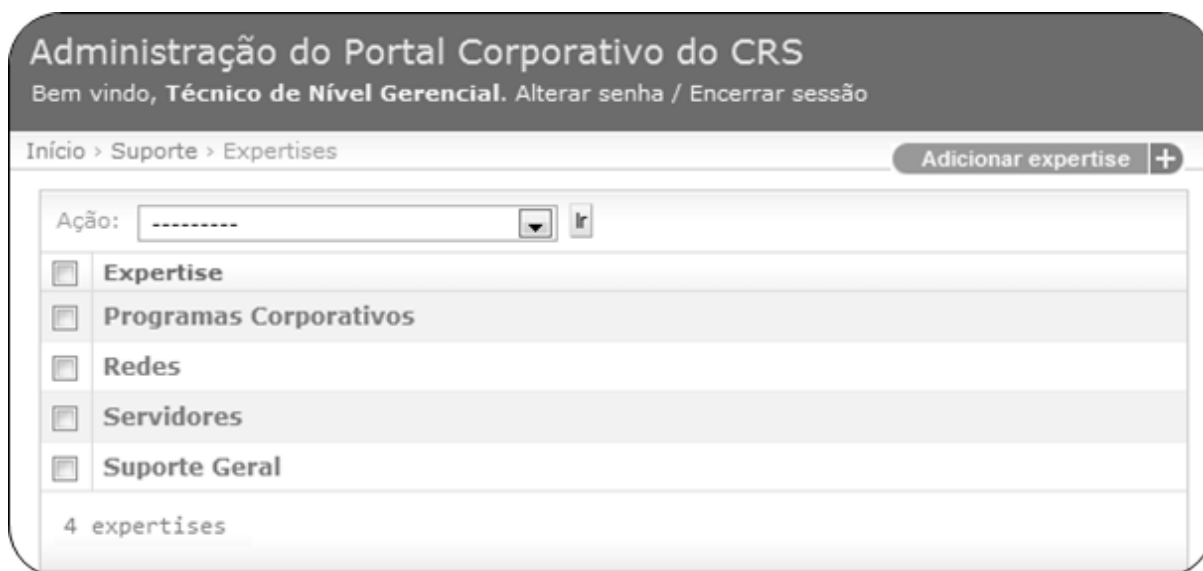 Administração do Portal Corporativo do CRS
Bem vindo, Técnico de Nível Gerencial. Alterar senha / Encerrar sessão
Início › Suporte › Expertises
Adicionar expertise +
Ação: --------- Ir
Expertise
Programas Corporativos
Redes
Servidores
Suporte Geral
4 expertises